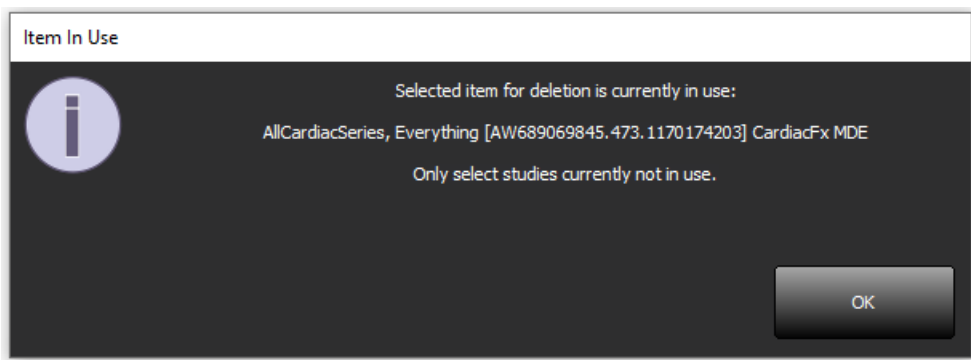 Item In Use
Selected item for deletion is currently in use:
AllCardiacSeries, Everything [AW689069845.473.1170174203] CardiacFx MDE
Only select studies currently not in use.
OK